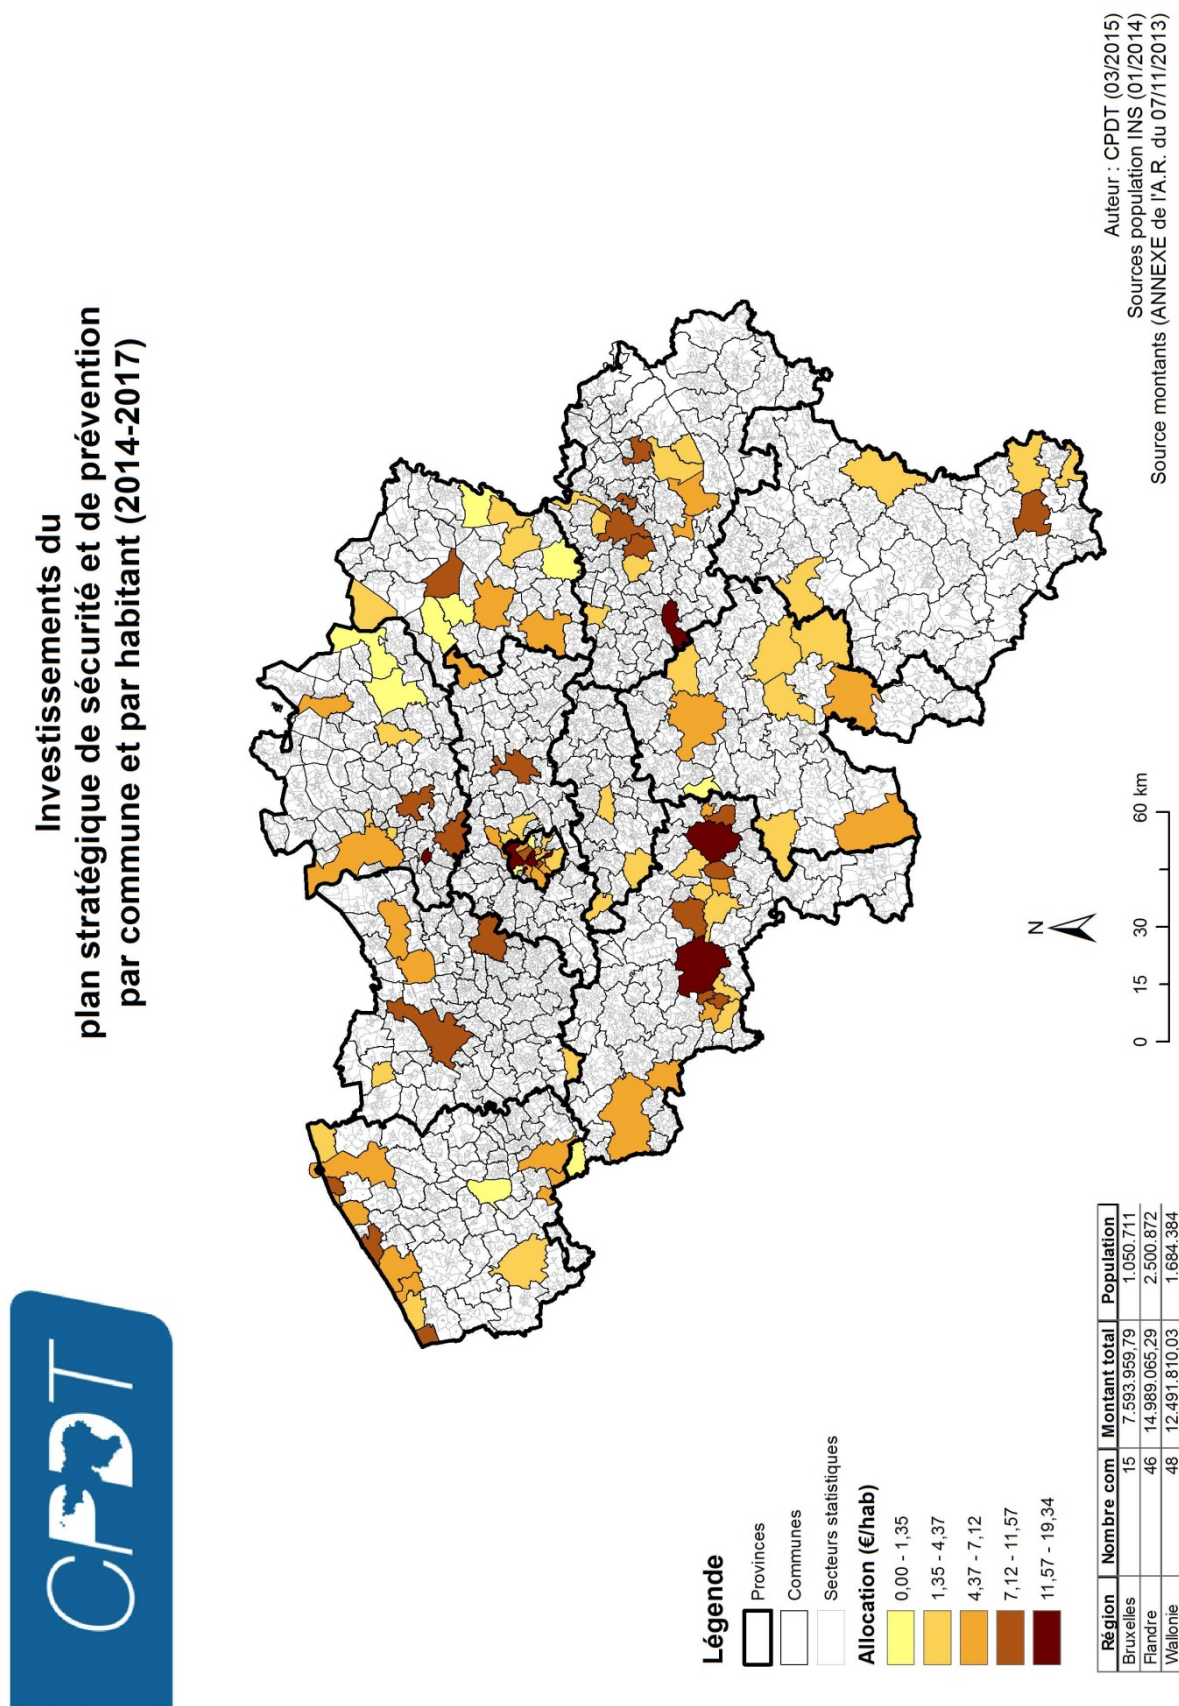 CPDT
Investissements du
plan stratégique de sécurité et de prévention
par commune et par habitant (2014-2017)
Légende
Provinces
Communes
Secteurs statistiques
Allocation (€/hab)
0,00 - 1,35
1,35 - 4,37
4,37 - 7,12
7,12 - 11,57
11,57 - 19,34
Région Nombre com Montant total Population
Bruxelles 15 7.593.959,79 1.050.711
Flandre 46 14.989.065,29 2.500.872
Wallonie 48 12.491.810,03 1.684.384
N
0 15 30 60 km
Auteur : CPDT (03/2015)
Sources population INS (01/2014)
Source montants (ANNEXE de l'A.R. du 07/11/2013)